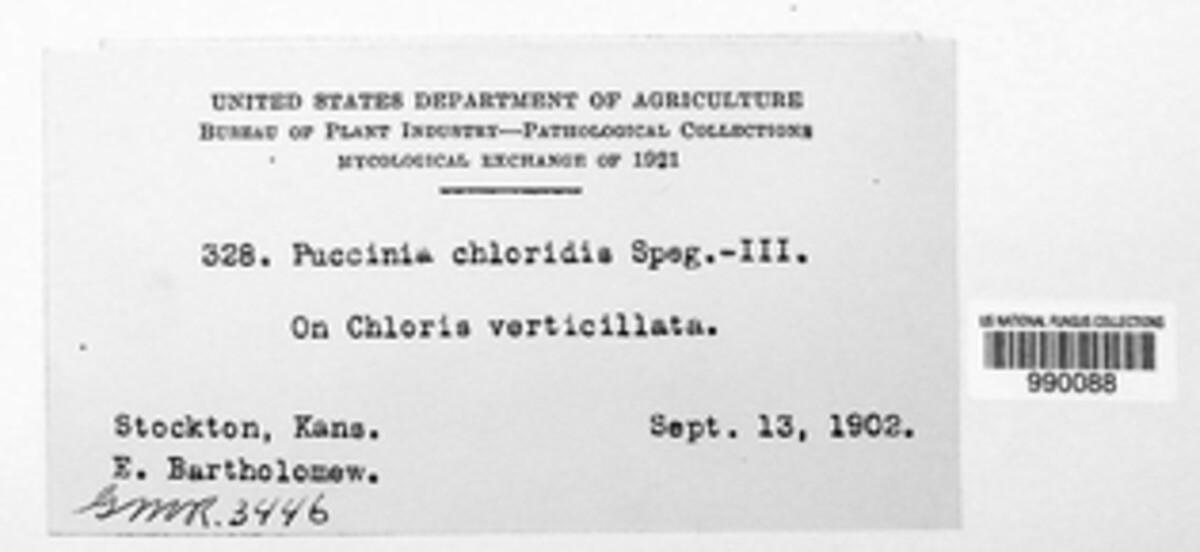 UNITED STATES DEPARTMENT OF AGRICULTURE
BUREAU OF PLANT INDUSTRY—PATHOLOGICAL COLLECTIONS
MYCOLOGICAL EXCHANGE OF 1921
328. Puccinia chloridis Speg.-III.
On Chloris verticillata.
Stockton, Kans. Sept. 13, 1902.
E. Bartholomew.
GMR. 3446
US NATIONAL FUNGUS COLLECTIONS
990088